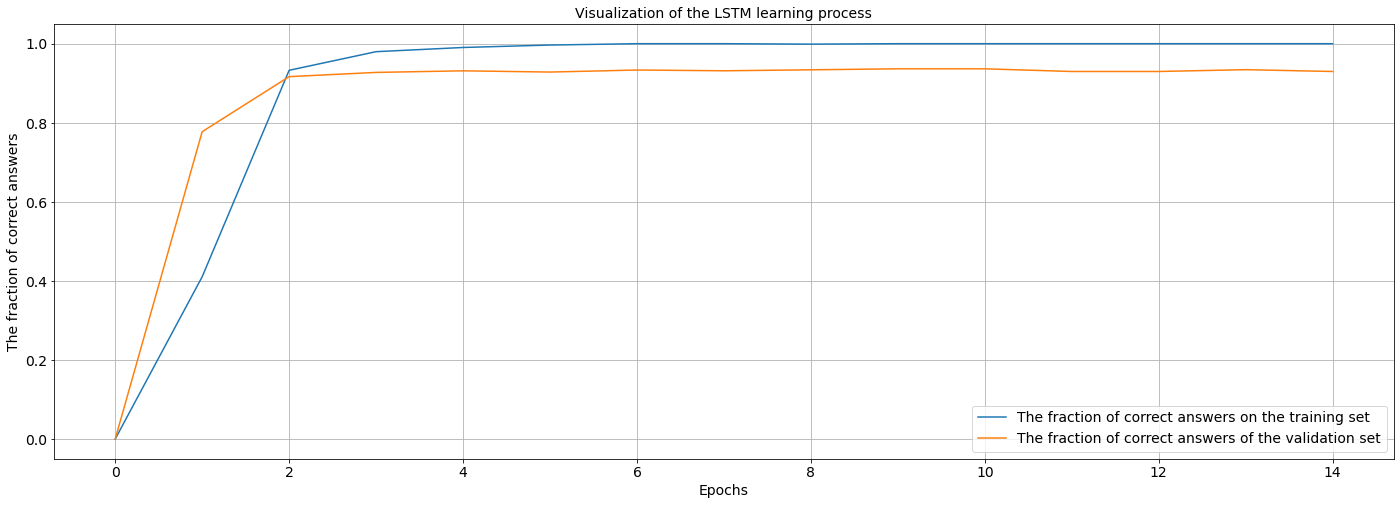 Visualization of the LSTM learning process
The fraction of correct answers
1.0
0.8
0.6
0.4
0.2
0.0
The fraction of correct answers on the training set
The fraction of correct answers of the validation set
0 2 4 6 8 10 12 14
Epochs